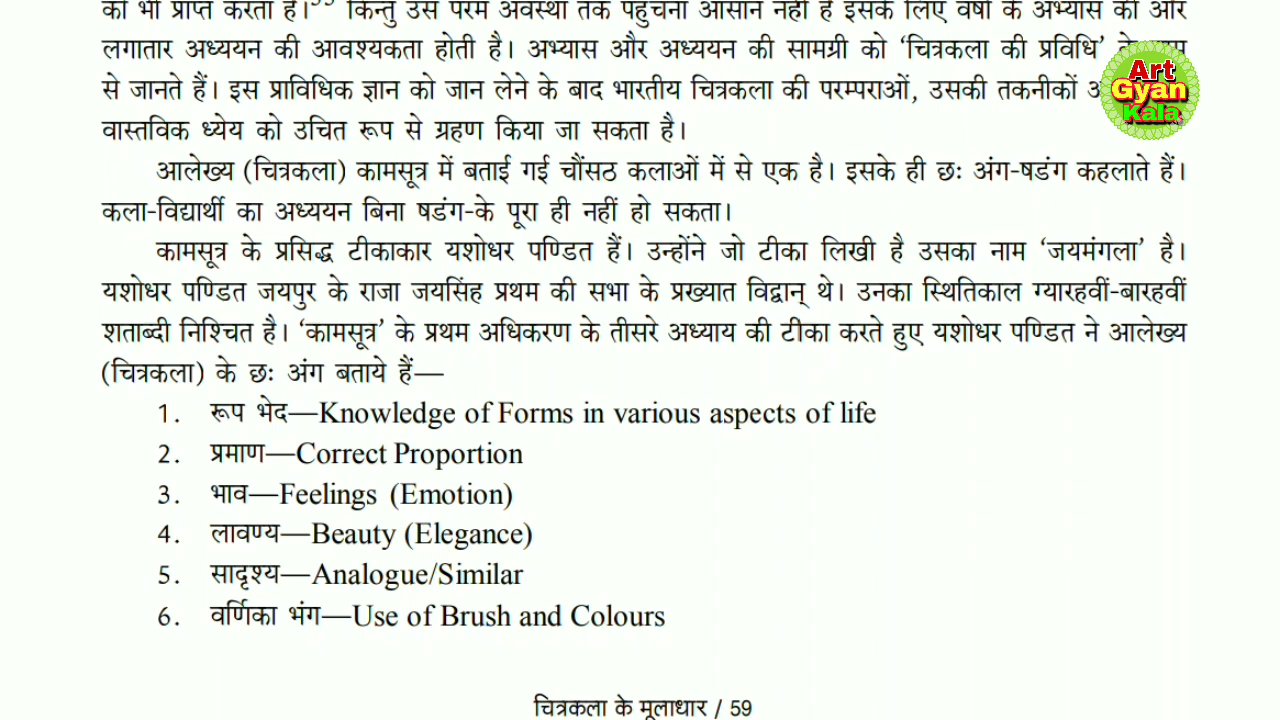 को भी प्राप्त करता है।³⁵ किन्तु उस परम अवस्था तक पहुँचना आसान नहीं है इसके लिए वर्षों के अभ्यास की और
लगातार अध्ययन की आवश्यकता होती है। अभ्यास और अध्ययन की सामग्री को ‘चित्रकला की प्रविधि’ के
से जानते हैं। इस प्राविधिक ज्ञान को जान लेने के बाद भारतीय चित्रकला की परम्पराओं, उसकी तकनीकों
वास्तविक ध्येय को उचित रूप से ग्रहण किया जा सकता है।
Art
Gyan
Kala
आलेख्य (चित्रकला) कामसूत्र में बताई गई चौंसठ कलाओं में से एक है। इसके ही छः अंग-षडंग कहलाते हैं।
कला-विद्यार्थी का अध्ययन बिना षडंग-के पूरा ही नहीं हो सकता।
कामसूत्र के प्रसिद्ध टीकाकार यशोधर पण्डित हैं। उन्होंने जो टीका लिखी है उसका नाम ‘जयमंगला’ है।
यशोधर पण्डित जयपुर के राजा जयसिंह प्रथम की सभा के प्रख्यात विद्वान् थे। उनका स्थितिकाल ग्यारहवीं-बारहवीं
शताब्दी निश्चित है। ‘कामसूत्र’ के प्रथम अधिकरण के तीसरे अध्याय की टीका करते हुए यशोधर पण्डित ने आलेख्य
(चित्रकला) के छः अंग बताये हैं—
1. रूप भेद—Knowledge of Forms in various aspects of life
2. प्रमाण—Correct Proportion
3. भाव—Feelings (Emotion)
4. लावण्य—Beauty (Elegance)
5. सादृश्य—Analogue/Similar
6. वर्णिका भंग—Use of Brush and Colours
चित्रकला के मूलाधार / 59